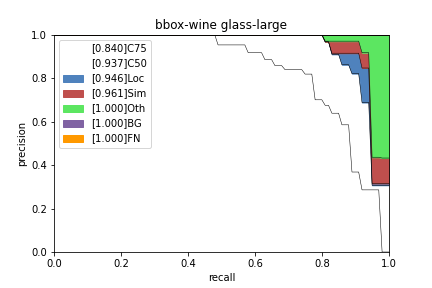 bbox-wine glass-large
1.0
0.8
0.6
0.4
0.2
0.0
precision
[0.840]C75
[0.937]C50
[0.946]Loc
[0.961]Sim
[1.000]Oth
[1.000]BG
[1.000]FN
0.0 0.2 0.4 0.6 0.8 1.0
recall